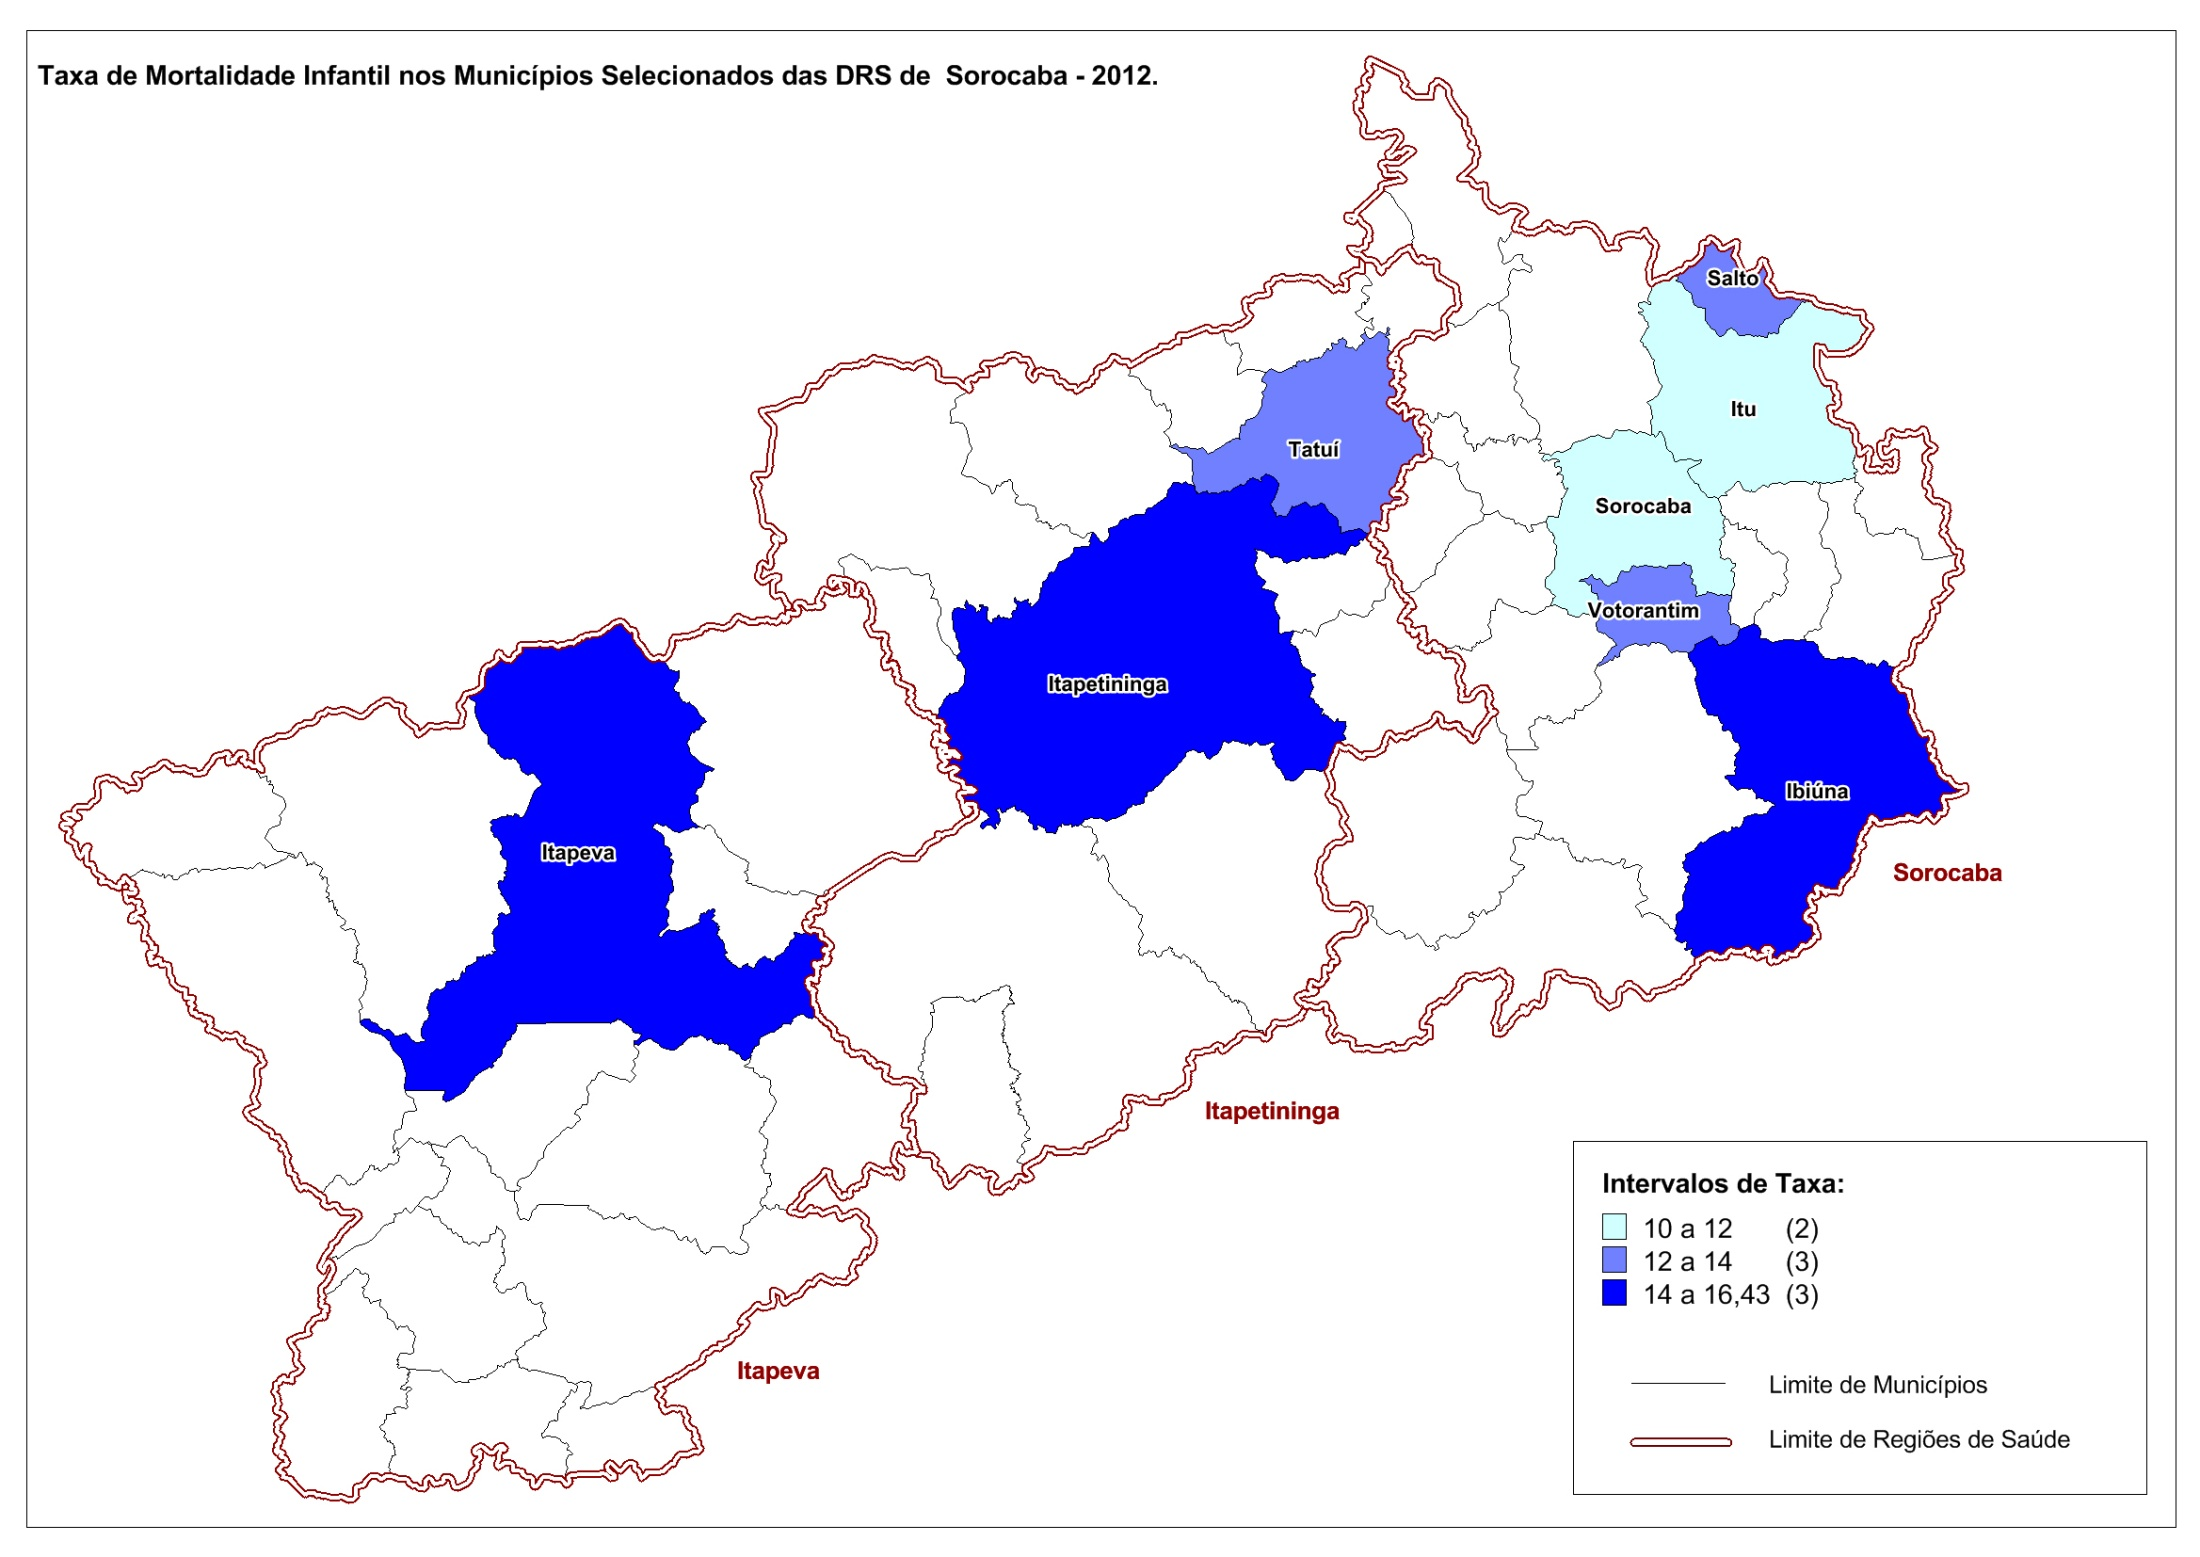 Taxa de Mortalidade Infantil nos Municípios Selecionados das DRS de  Sorocaba - 2012.
Salto
Itu
Tatuí
Sorocaba
Votorantim
Itapetininga
Ibiúna
Itapeva
Sorocaba
Itapetininga
Itapeva
Intervalos de Taxa:
10 a 12 (2)
12 a 14 (3)
14 a 16,43 (3)
Limite de Municípios
Limite de Regiões de Saúde